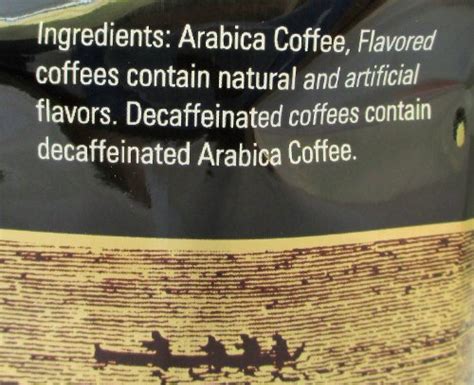 Ingredients: Arabica Coffee, Flavored
coffees contain natural and artificial
flavors. Decaffeinated coffees contain
decaffeinated Arabica Coffee.